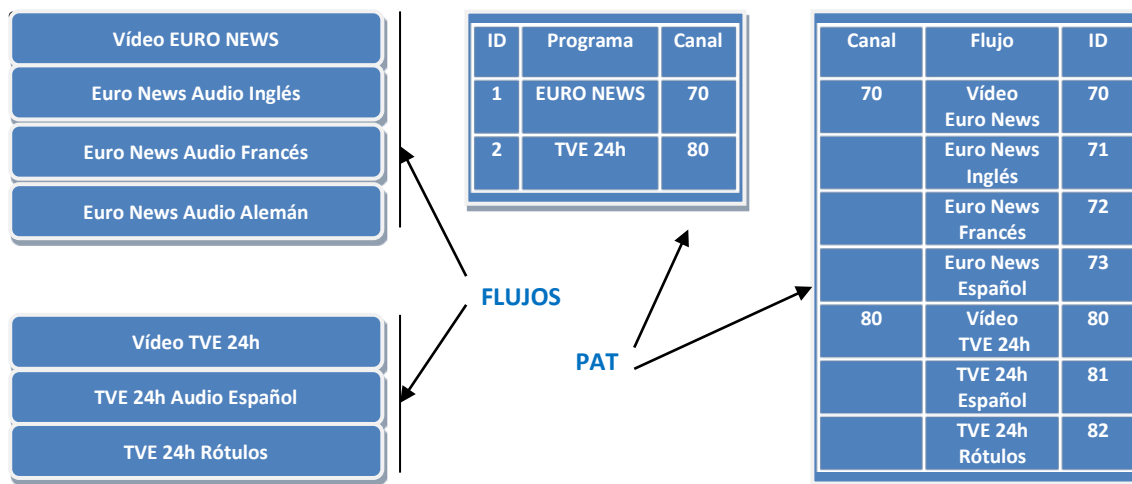 Vídeo EURO NEWS
Euro News Audio Inglés
Euro News Audio Francés
Euro News Audio Alemán
FLUJOS
Vídeo TVE 24h
TVE 24h Audio Español
TVE 24h Rótulos
ID Programa Canal
1 EURO NEWS 70
2 TVE 24h 80
PAT
Canal Flujo ID
70 Vídeo 70
Euro News
Euro News 71
Inglés
Euro News 72
Francés
Euro News 73
Español
80 Vídeo 80
TVE 24h
TVE 24h 81
Español
TVE 24h 82
Rótulos